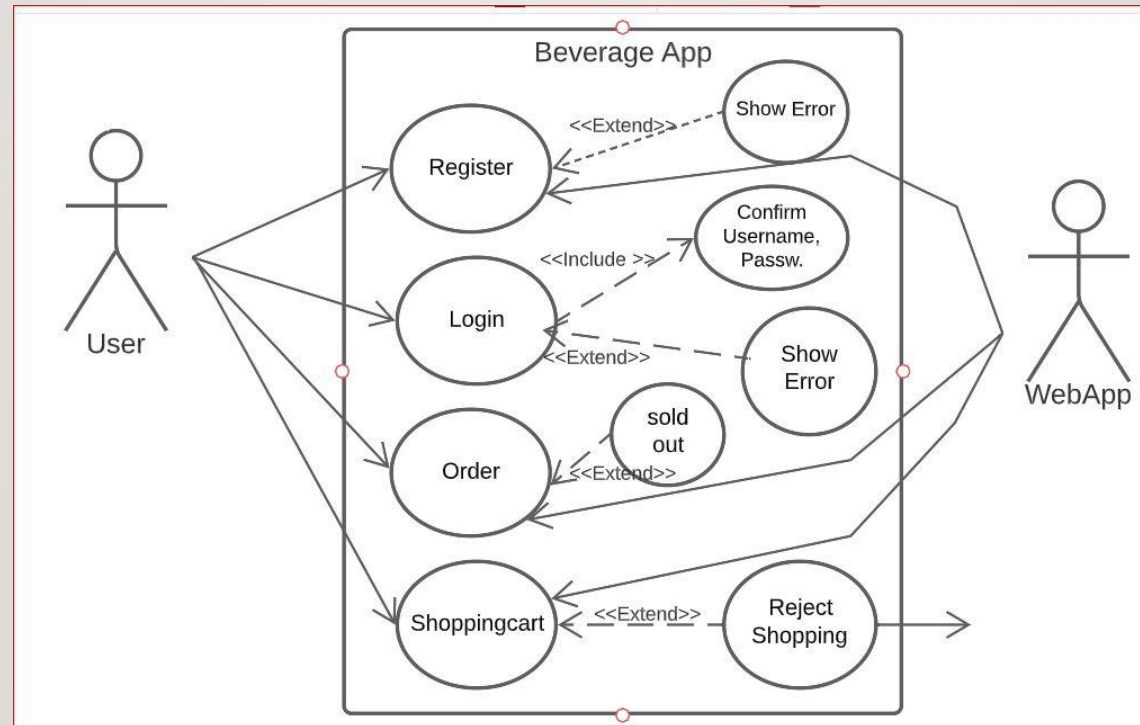 Beverage App
Show Error
<<Extend>>
Register
Confirm
Username,
Passw.
<<Include >>
Login
<<Extend>>
Show
Error
User
WebApp
sold
out
Order
<<Extend>>
Shoppingcart
<<Extend>>
Reject
Shopping